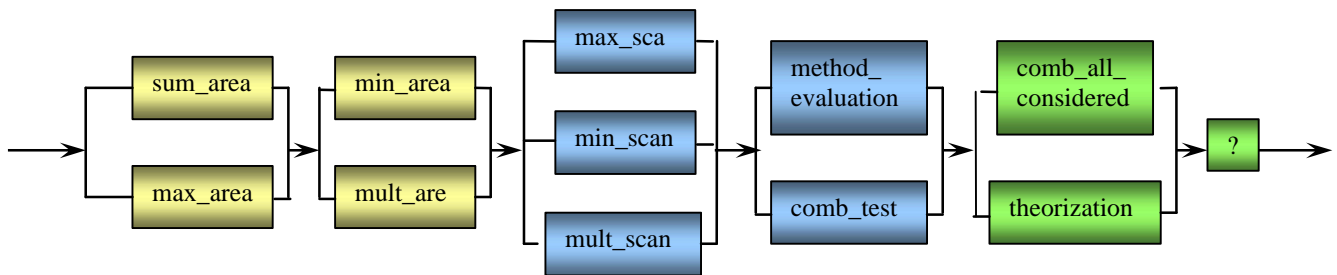 sum_area
max_area
min_area
mult_are
max_sca
min_scan
mult_scan
method_
evaluation
comb_test
comb_all_
considered
theorization
?